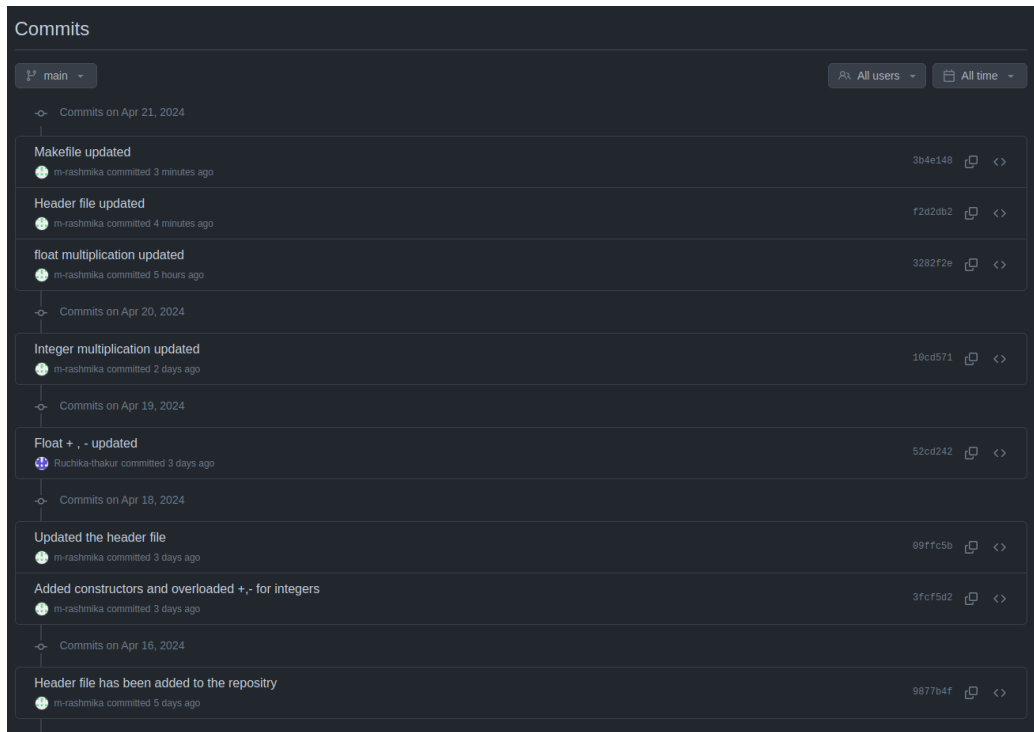 Commits
main
All users
All time
Commits on Apr 21, 2024
Makefile updated
3b4e148
m-rashmika committed 3 minutes ago
Header file updated
f2d2db2
m-rashmika committed 4 minutes ago
float multiplication updated
3282f2e
m-rashmika committed 5 hours ago
Commits on Apr 20, 2024
Integer multiplication updated
10cd571
m-rashmika committed 2 days ago
Commits on Apr 19, 2024
Float + , - updated
52cd242
Ruchika-thakur committed 3 days ago
Commits on Apr 18, 2024
Updated the header file
09ffc5b
m-rashmika committed 3 days ago
Added constructors and overloaded +,- for integers
3fcf5d2
m-rashmika committed 3 days ago
Commits on Apr 16, 2024
Header file has been added to the repositry
9877b4f
m-rashmika committed 5 days ago